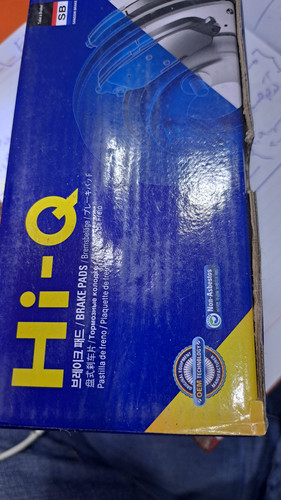 SB
Hi-Q
브레이크 패드 / BRAKE PADS / Bremsbeläge / ブレーキパッド
盘式刹车片 / Тормозные колодки
Pastilla de freno / Plaquette de frein
Non-Asbestos
OEM TECHNOLOGY